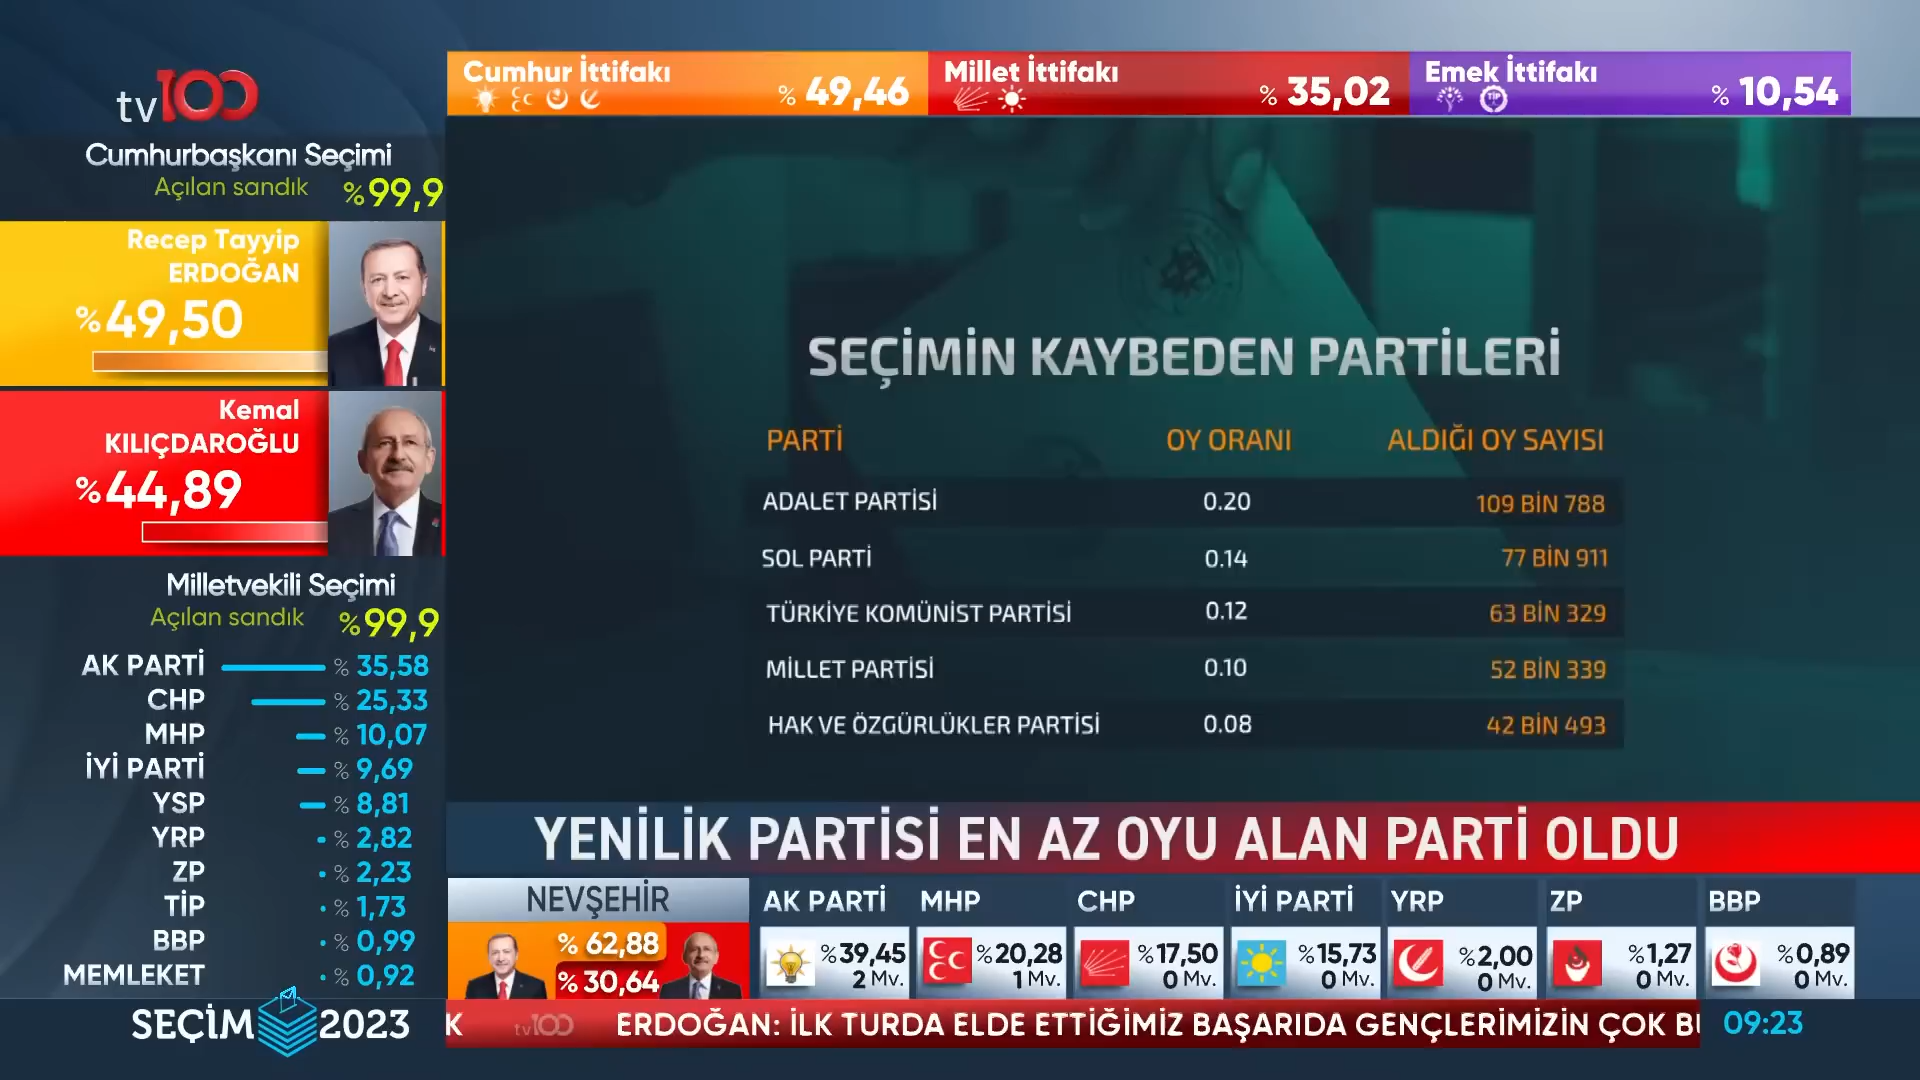 tv100
Cumhurbaşkanı Seçimi
Açılan sandık %99,9
Recep Tayyip
ERDOĞAN
%49,50
Kemal
KILIÇDAROĞLU
%44,89
Milletvekili Seçimi
Açılan sandık %99,9
AK PARTİ % 35,58
CHP % 25,33
MHP % 10,07
İYİ PARTİ % 9,69
YSP % 8,81
YRP % 2,82
ZP % 2,23
TİP % 1,73
BBP % 0,99
MEMLEKET % 0,92
SEÇİM 2023
Cumhur İttifakı % 49,46
Millet İttifakı % 35,02
Emek İttifakı % 10,54
TİP
SEÇİMİN KAYBEDEN PARTİLERİ
PARTİ OY ORANI ALDIĞI OY SAYISI
ADALET PARTİSİ 0.20 109 BİN 788
SOL PARTİ 0.14 77 BİN 911
TÜRKİYE KOMÜNİST PARTİSİ 0.12 63 BİN 329
MİLLET PARTİSİ 0.10 52 BİN 339
HAK VE ÖZGÜRLÜKLER PARTİSİ 0.08 42 BİN 493
YENİLİK PARTİSİ EN AZ OYU ALAN PARTİ OLDU
NEVŞEHİR
% 62,88
% 30,64
AK PARTİ
%39,45
2 Mv.
MHP
%20,28
1 Mv.
CHP
%17,50
0 Mv.
İYİ PARTİ
%15,73
0 Mv.
YRP
%2,00
0 Mv.
ZP
%1,27
0 Mv.
BBP
%0,89
0 Mv.
K tv100 ERDOĞAN: İLK TURDA ELDE ETTİĞİMİZ BAŞARIDA GENÇLERİMİZİN ÇOK
09:23